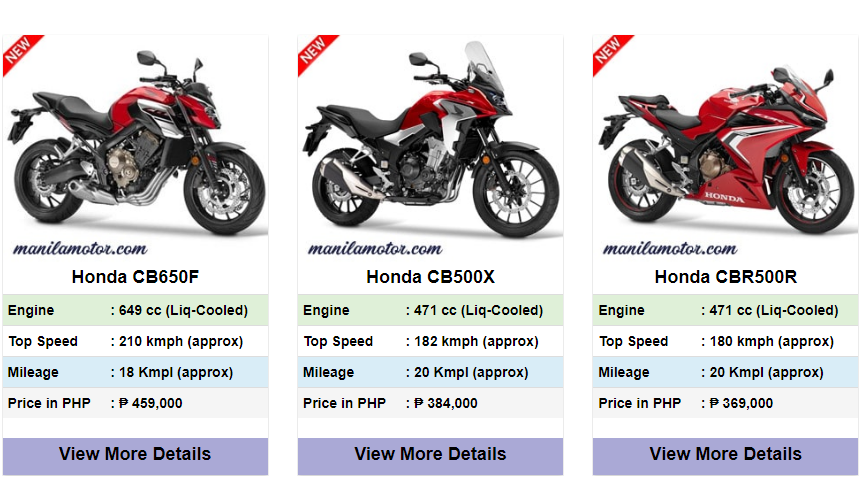 NEW
manilamotor.com
Honda CB650F
Engine : 649 cc (Liq-Cooled)
Top Speed : 210 kmph (approx)
Mileage : 18 Kmpl (approx)
Price in PHP : ₱ 459,000
View More Details
NEW
manilamotor.com
Honda CB500X
Engine : 471 cc (Liq-Cooled)
Top Speed : 182 kmph (approx)
Mileage : 20 Kmpl (approx)
Price in PHP : ₱ 384,000
View More Details
NEW
HONDA
manilamotor.com
Honda CBR500R
Engine : 471 cc (Liq-Cooled)
Top Speed : 180 kmph (approx)
Mileage : 20 Kmpl (approx)
Price in PHP : ₱ 369,000
View More Details